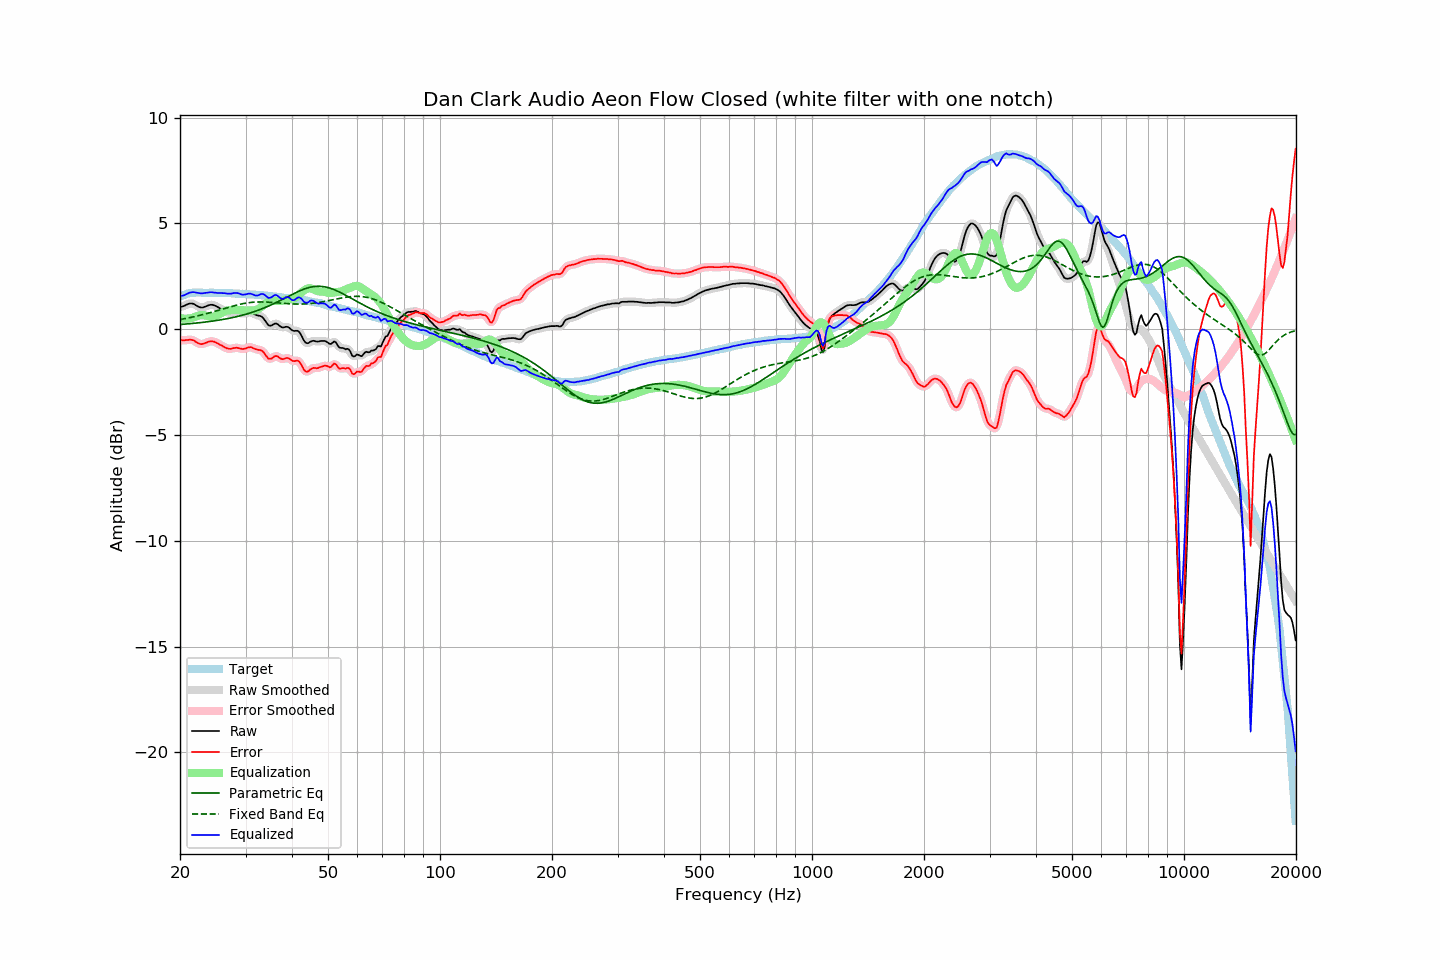 Dan Clark Audio Aeon Flow Closed (white filter with one notch)
10
5
0
−5
−10
−15
−20
Amplitude (dBr)
Target
Raw Smoothed
Error Smoothed
Raw
Error
Equalization
Parametric Eq
Fixed Band Eq
Equalized
20 50 100 200 500 1000 2000 5000 10000 20000
Frequency (Hz)